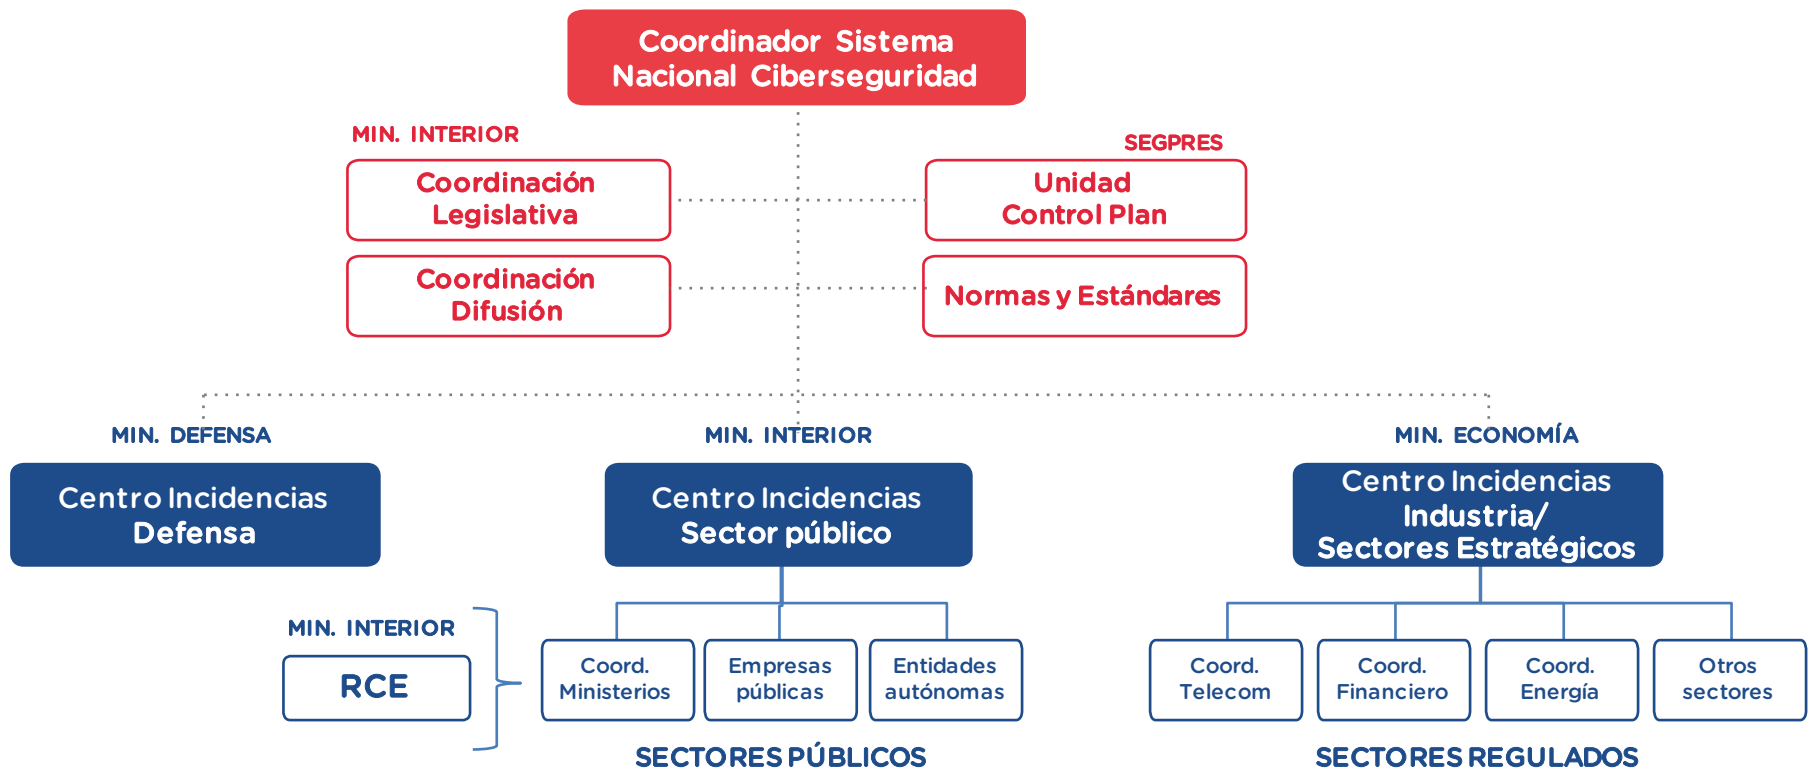 Coordinador Sistema
Nacional Ciberseguridad
MIN. INTERIOR
SEGPRES
Coordinación
Legislativa
Unidad
Control Plan
Coordinación
Difusión
Normas y Estándares
MIN. DEFENSA
MIN. INTERIOR
MIN. ECONOMÍA
Centro Incidencias
Defensa
Centro Incidencias
Sector público
Centro Incidencias
Industria/
Sectores Estratégicos
MIN. INTERIOR
RCE
Coord.
Ministerios
Empresas
públicas
Entidades
autónomas
Coord.
Telecom
Coord.
Financiero
Coord.
Energía
Otros
sectores
SECTORES PÚBLICOS
SECTORES REGULADOS